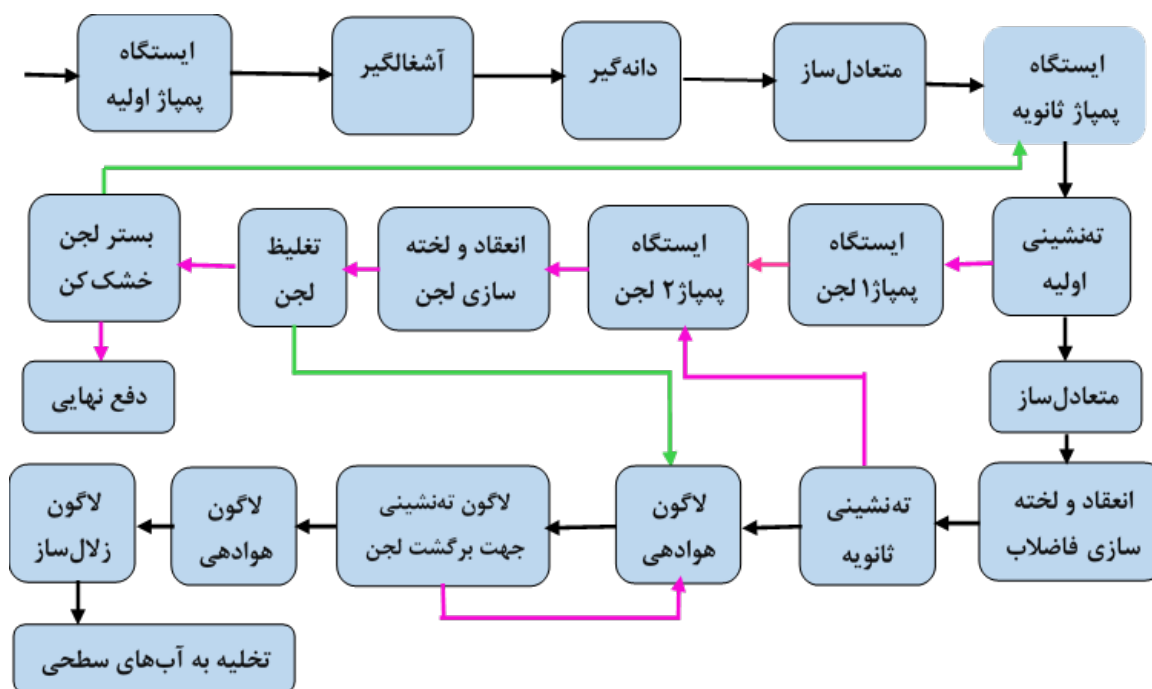 ایستگاه
پمپاژ اولیه
آشغالگیر
دانه‌گیر
متعادل‌ساز
ایستگاه
پمپاژ ثانویه
ته‌نشینی
اولیه
ایستگاه
پمپاژ۱ لجن
ایستگاه
پمپاژ۲ لجن
انعقاد و لخته
سازی لجن
تغلیظ
لجن
بستر لجن
خشک‌کن
دفع نهایی
متعادل‌ساز
انعقاد و لخته
سازی فاضلاب
ته‌نشینی
ثانویه
لاگون
هوادهی
لاگون ته‌نشینی
جهت برگشت لجن
لاگون
هوادهی
لاگون
زلال‌ساز
تخلیه به آب‌های سطحی